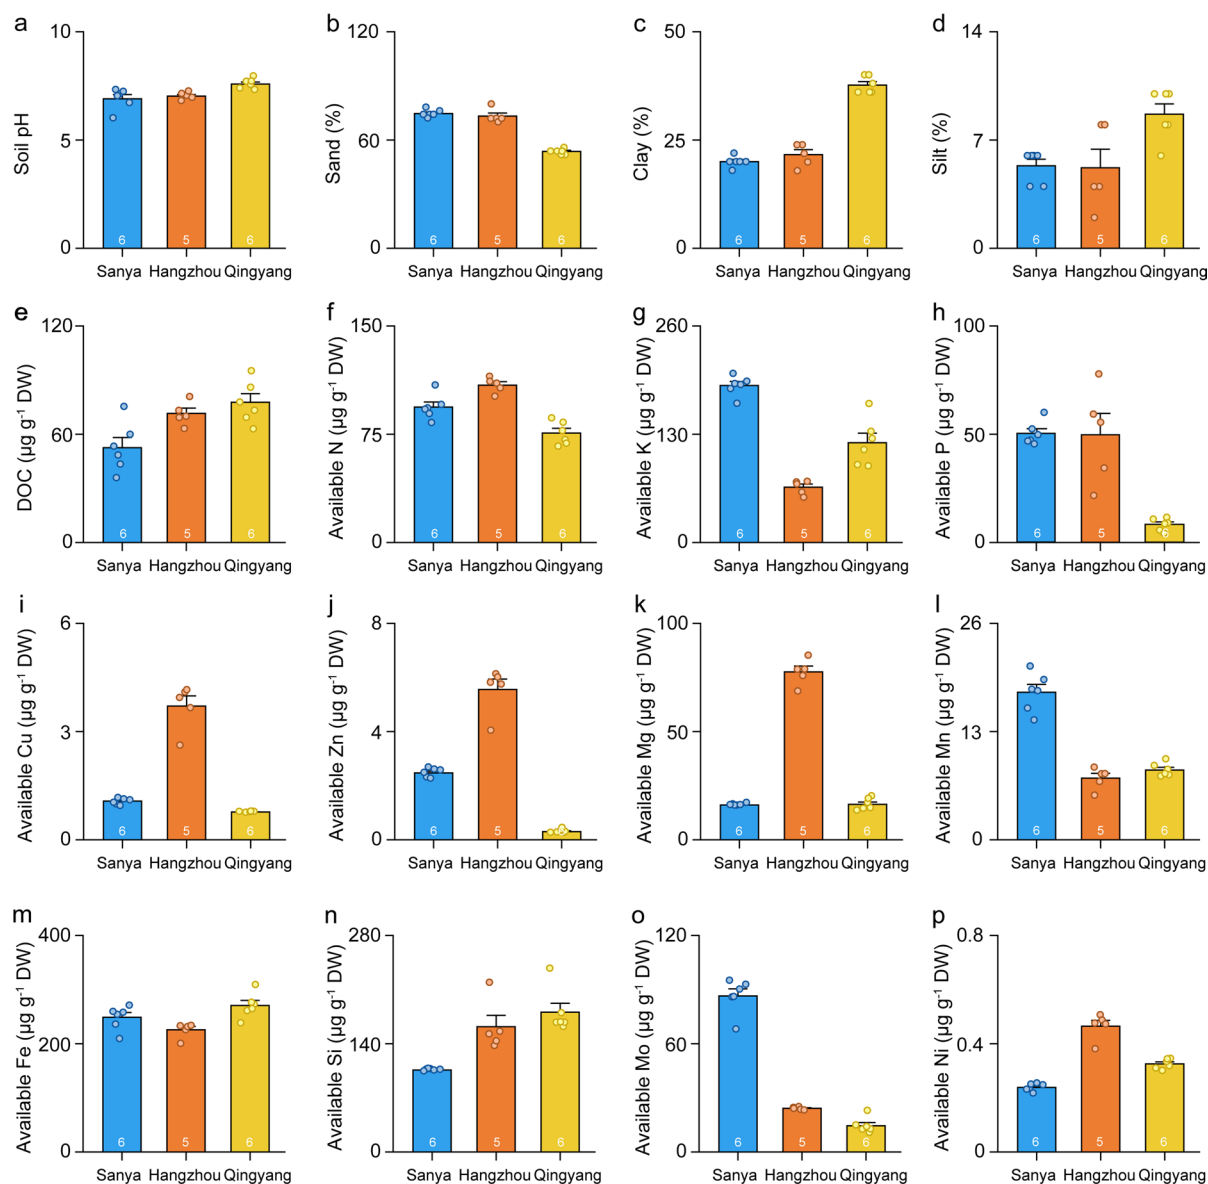 a
10
5
0
Soil pH
6
5
6
Sanya Hangzhou Qingyang
b
120
60
0
Sand (%)
6
5
6
Sanya Hangzhou Qingyang
c
50
25
0
Clay (%)
6
5
6
Sanya Hangzhou Qingyang
d
14
7
0
Silt (%)
6
5
6
Sanya Hangzhou Qingyang
e
120
60
0
DOC (µg g⁻¹ DW)
6
5
6
Sanya Hangzhou Qingyang
f
150
75
0
Available N (µg g⁻¹ DW)
6
5
6
Sanya Hangzhou Qingyang
g
260
130
0
Available K (µg g⁻¹ DW)
6
5
6
Sanya Hangzhou Qingyang
h
100
50
0
Available P (µg g⁻¹ DW)
6
5
6
Sanya Hangzhou Qingyang
i
6
3
0
Available Cu (µg g⁻¹ DW)
6
5
6
Sanya Hangzhou Qingyang
j
8
4
0
Available Zn (µg g⁻¹ DW)
6
5
6
Sanya Hangzhou Qingyang
k
100
50
0
Available Mg (µg g⁻¹ DW)
6
5
6
Sanya Hangzhou Qingyang
l
26
13
0
Available Mn (µg g⁻¹ DW)
6
5
6
Sanya Hangzhou Qingyang
m
400
200
0
Available Fe (µg g⁻¹ DW)
6
5
6
Sanya Hangzhou Qingyang
n
280
140
0
Available Si (µg g⁻¹ DW)
6
5
6
Sanya Hangzhou Qingyang
o
120
60
0
Available Mo (µg g⁻¹ DW)
6
5
6
Sanya Hangzhou Qingyang
p
0.8
0.4
0
Available Ni (µg g⁻¹ DW)
6
5
6
Sanya Hangzhou Qingyang